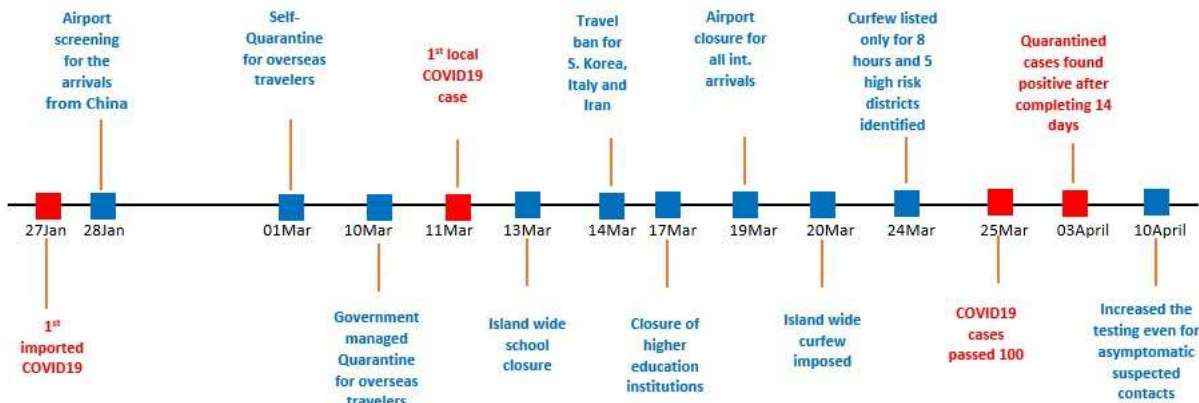 Airport
screening
for the
arrivals
from China
Self-
Quarantine
for overseas
travelers
1st local
COVID19
case
Travel
ban for
S. Korea,
Italy and
Iran
Airport
closure for
all int.
arrivals
Curfew listed
only for 8
hours and 5
high risk
districts
identified
Quarantined
cases found
positive after
completing 14
days
27Jan
28Jan
01Mar
10Mar
11Mar
13Mar
14Mar
17Mar
19Mar
20Mar
24Mar
25Mar
03April
10April
1st
imported
COVID19
Government
managed
Quarantine
for overseas
travelers
Island wide
school
closure
Closure of
higher
education
institutions
Island wide
curfew
imposed
COVID19
cases
passed 100
Increased the
testing even for
asymptomatic
suspected
contacts